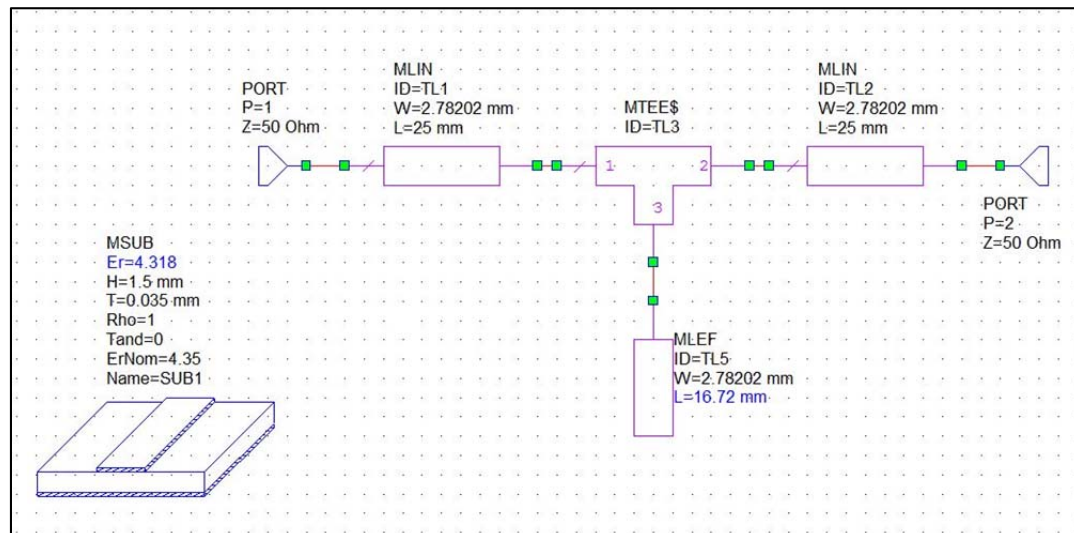 PORT
P=1
Z=50 Ohm
MLIN
ID=TL1
W=2.78202 mm
L=25 mm
MTEE$
ID=TL3
1
2
3
MLIN
ID=TL2
W=2.78202 mm
L=25 mm
PORT
P=2
Z=50 Ohm
MSUB
Er=4.318
H=1.5 mm
T=0.035 mm
Rho=1
Tand=0
ErNom=4.35
Name=SUB1
MLEF
ID=TL5
W=2.78202 mm
L=16.72 mm